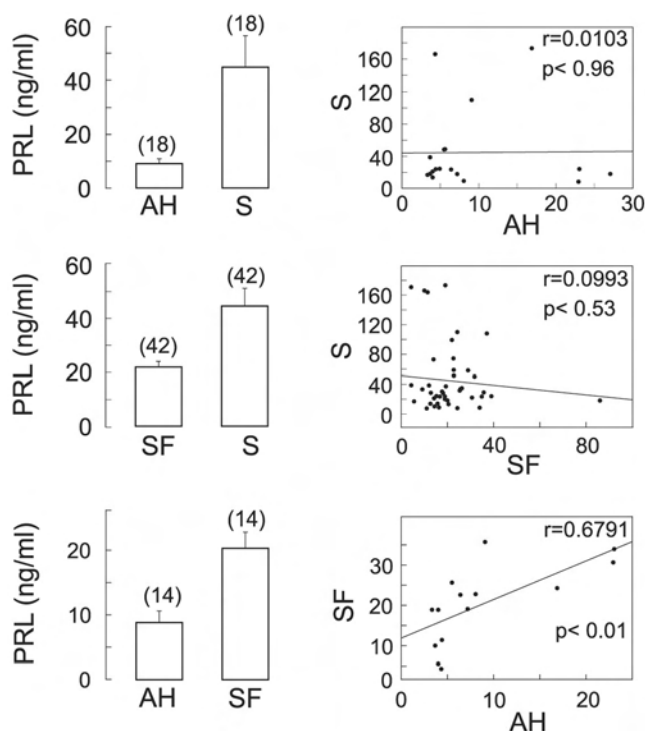 PRL (ng/ml)
60
40
20
0
(18)
(18)
AH
S
S
160
120
80
40
0
r=0.0103
p< 0.96
0
10
20
30
AH
PRL (ng/ml)
60
40
20
0
(42)
(42)
SF
S
S
160
120
80
40
0
r=0.0993
p< 0.53
0
40
80
SF
PRL (ng/ml)
20
10
0
(14)
(14)
AH
SF
SF
30
20
10
0
r=0.6791
p< 0.01
0
10
20
AH